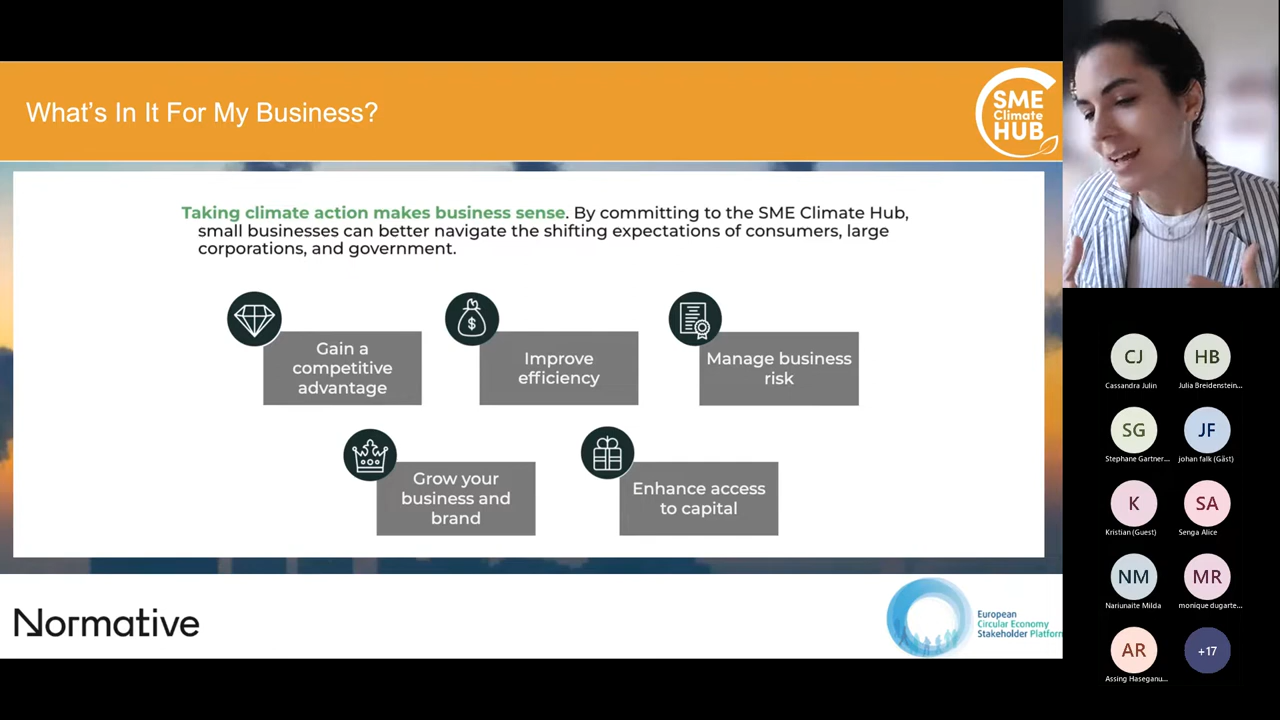 What's In It For My Business?
SME
Climate
HUB
Taking climate action makes business sense. By committing to the SME Climate Hub,
small businesses can better navigate the shifting expectations of consumers, large
corporations, and government.
$
Gain a
competitive
advantage
Improve
efficiency
Manage business
risk
Grow your
business and
brand
Enhance access
to capital
Normative
European
Circular Economy
Stakeholder Platform
CJ
HB
Cassandra Julin
Julia Breidenstein...
SG
JF
Stephane Gartner...
johan falk (Gäst)
K
SA
Kristian (Guest)
Senga Alice
NM
MR
Nariunaite Milda
monique dugarte...
AR
+17
Assing Haseganu...